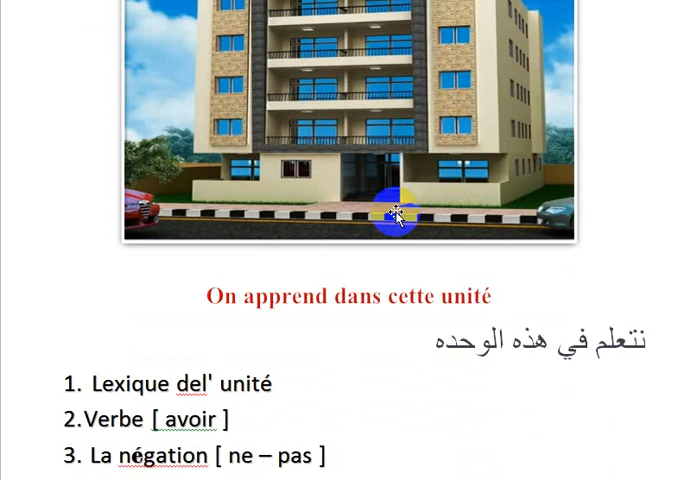 On apprend dans cette unité
نتعلم في هذه الوحده
1. Lexique del' unité
2.Verbe [ avoir ]
3. La négation [ ne – pas ]